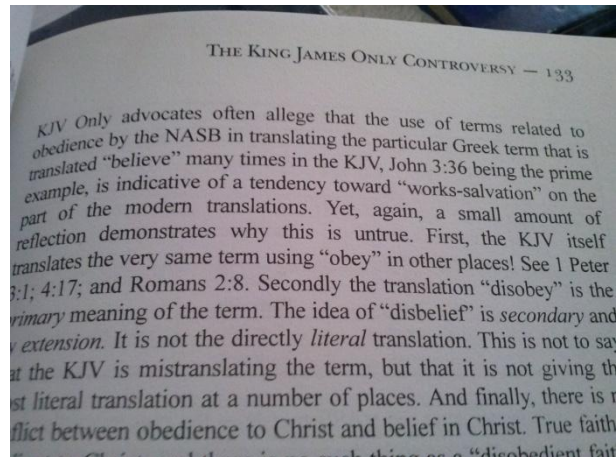 THE KING JAMES ONLY CONTROVERSY — 133
KJV Only advocates often allege that the use of terms related to
obedience by the NASB in translating the particular Greek term that is
translated “believe” many times in the KJV, John 3:36 being the prime
example, is indicative of a tendency toward “works-salvation” on the
part of the modern translations. Yet, again, a small amount of
reflection demonstrates why this is untrue. First, the KJV itself
translates the very same term using “obey” in other places! See 1 Peter
3:1; 4:17; and Romans 2:8. Secondly the translation “disobey” is the
primary meaning of the term. The idea of “disbelief” is secondary and
extension. It is not the directly literal translation. This is not to say
the KJV is mistranslating the term, but that it is not giving
literal translation at a number of places. And finally, there is
between obedience to Christ and belief in Christ. True faith
such thing as a “disobedient